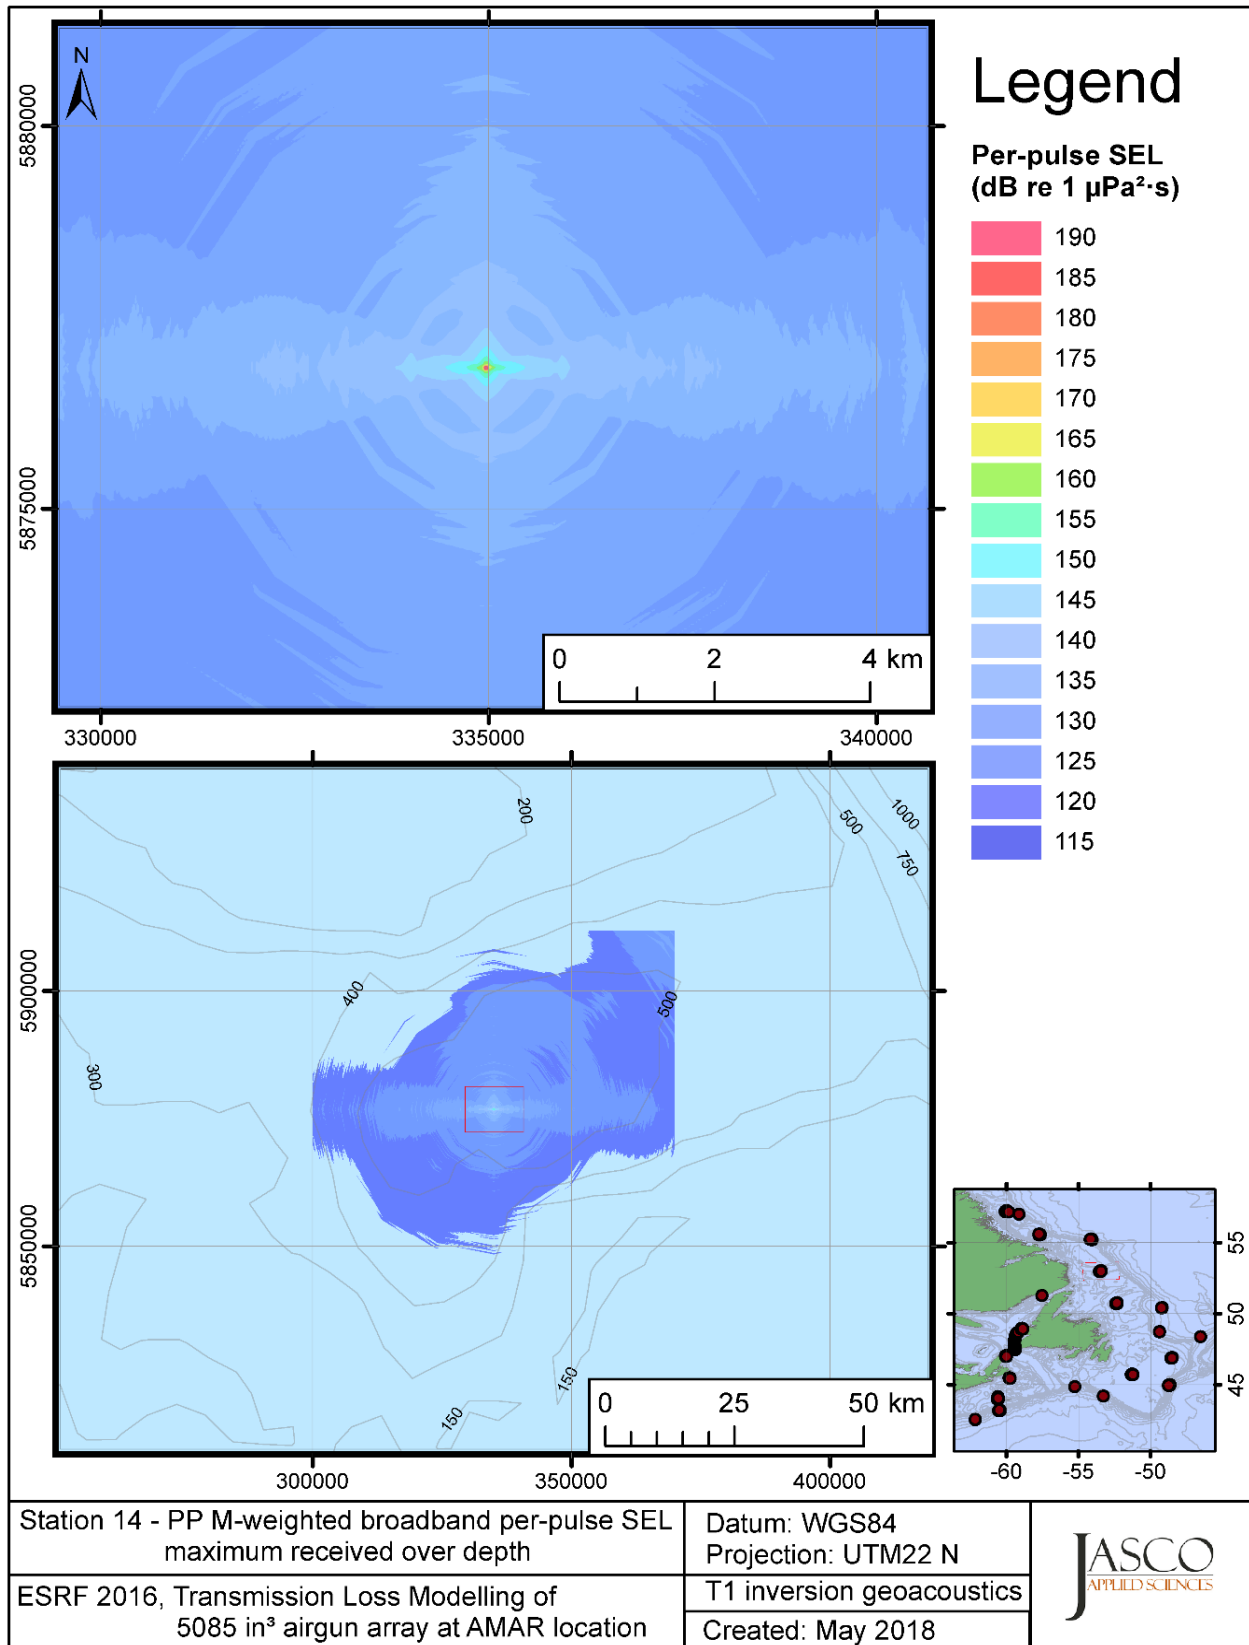 N
5880000
5875000
0 2 4 km
330000 335000 340000
Legend
Per-pulse SEL
(dB re 1 µPa²·s)
190
185
180
175
170
165
160
155
150
145
140
135
130
125
120
115
200
500
1000
750
400
500
300
150
150
5900000
5850000
0 25 50 km
300000 350000 400000
55
50
45
-60 -55 -50
Station 14 - PP M-weighted broadband per-pulse SEL
maximum received over depth
ESRF 2016, Transmission Loss Modelling of
5085 in³ airgun array at AMAR location
Datum: WGS84
Projection: UTM22 N
T1 inversion geoacoustics
Created: May 2018
JASCO
APPLIED SCIENCES